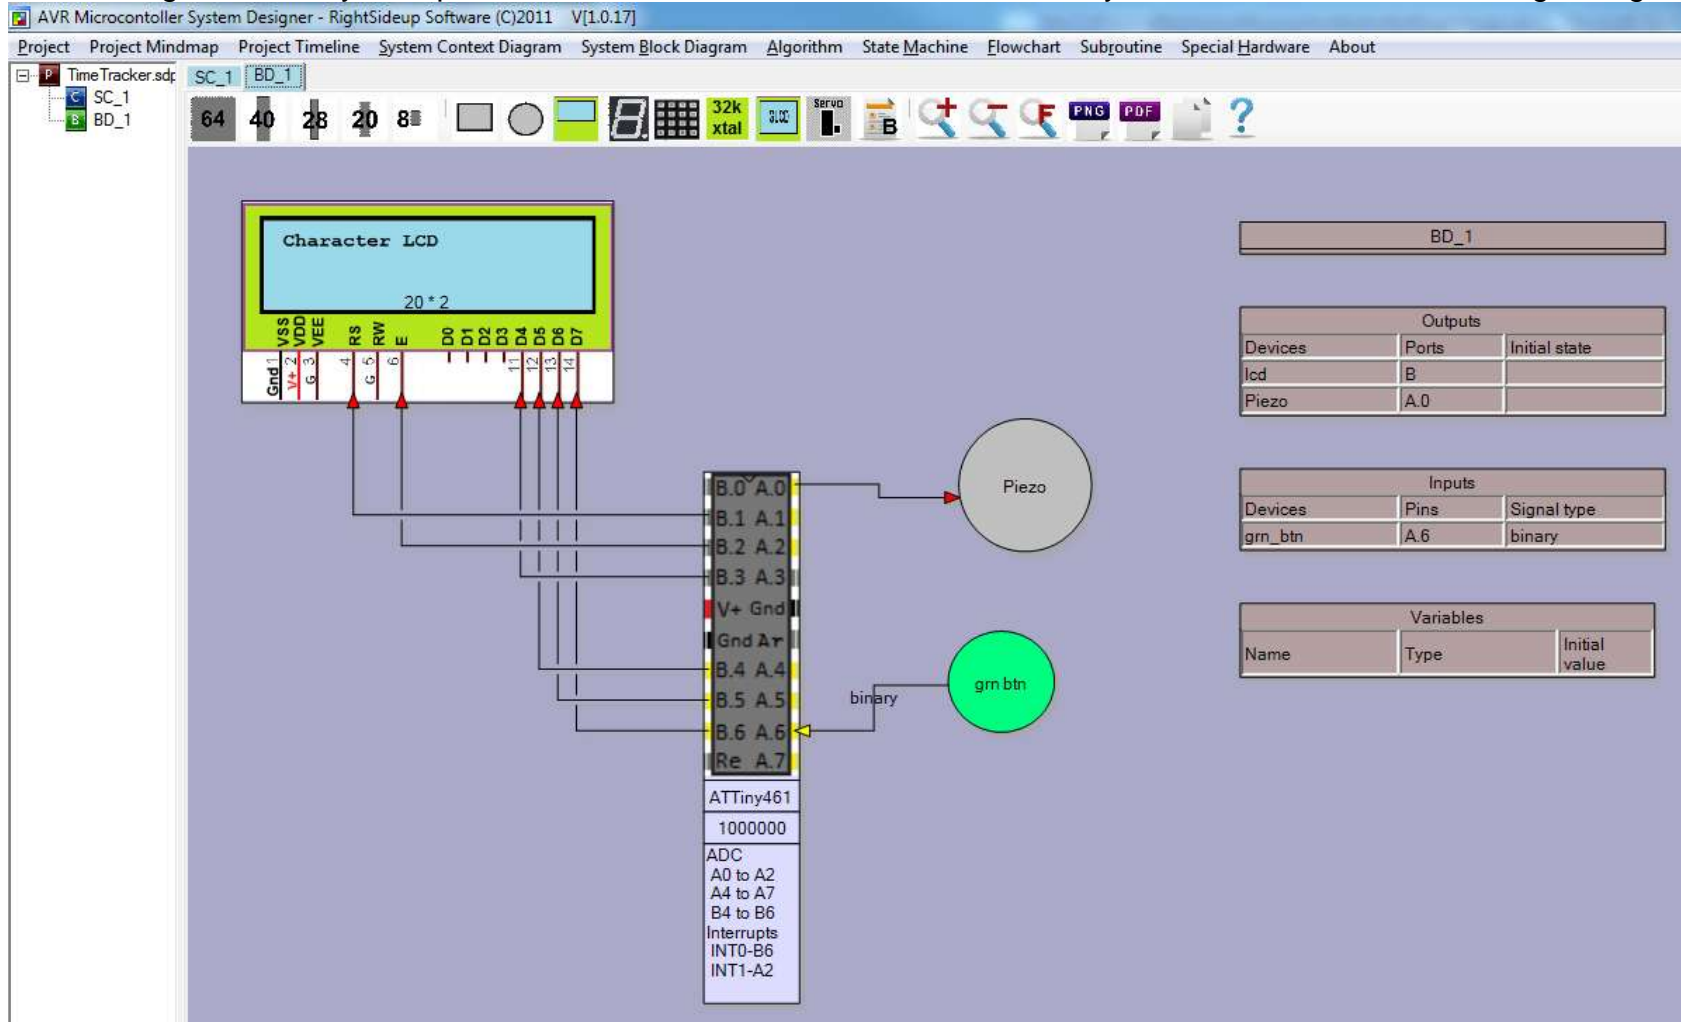 AVR Microcontoller System Designer - RightSideup Software (C)2011 V[1.0.17]
Project Project Mindmap Project Timeline System Context Diagram System Block Diagram Algorithm State Machine Flowchart Subroutine Special Hardware About
TimeTracker.sdp
SC_1
BD_1
SC_1 BD_1
64 40 28 20 8 32k xtal Servo B F PNG PDF ?
Character LCD
20 * 2
VSS VDD VEE RS RW E D0 D1 D2 D3 D4 D5 D6 D7
Gnd 1 V+ 2 G 3 4 G 5 6 11 12 13 14
B.0 A.0
B.1 A.1
B.2 A.2
B.3 A.3
V+ Gnd
Gnd Ar
B.4 A.4
B.5 A.5
B.6 A.6
Re A.7
ATTiny461
1000000
ADC
A0 to A2
A4 to A7
B4 to B6
Interrupts
INT0-B6
INT1-A2
Piezo
grn btn
binary
BD_1
Outputs
Devices Ports Initial state
lcd B
Piezo A.0
Inputs
Devices Pins Signal type
grn_btn A.6 binary
Variables
Name Type Initial value